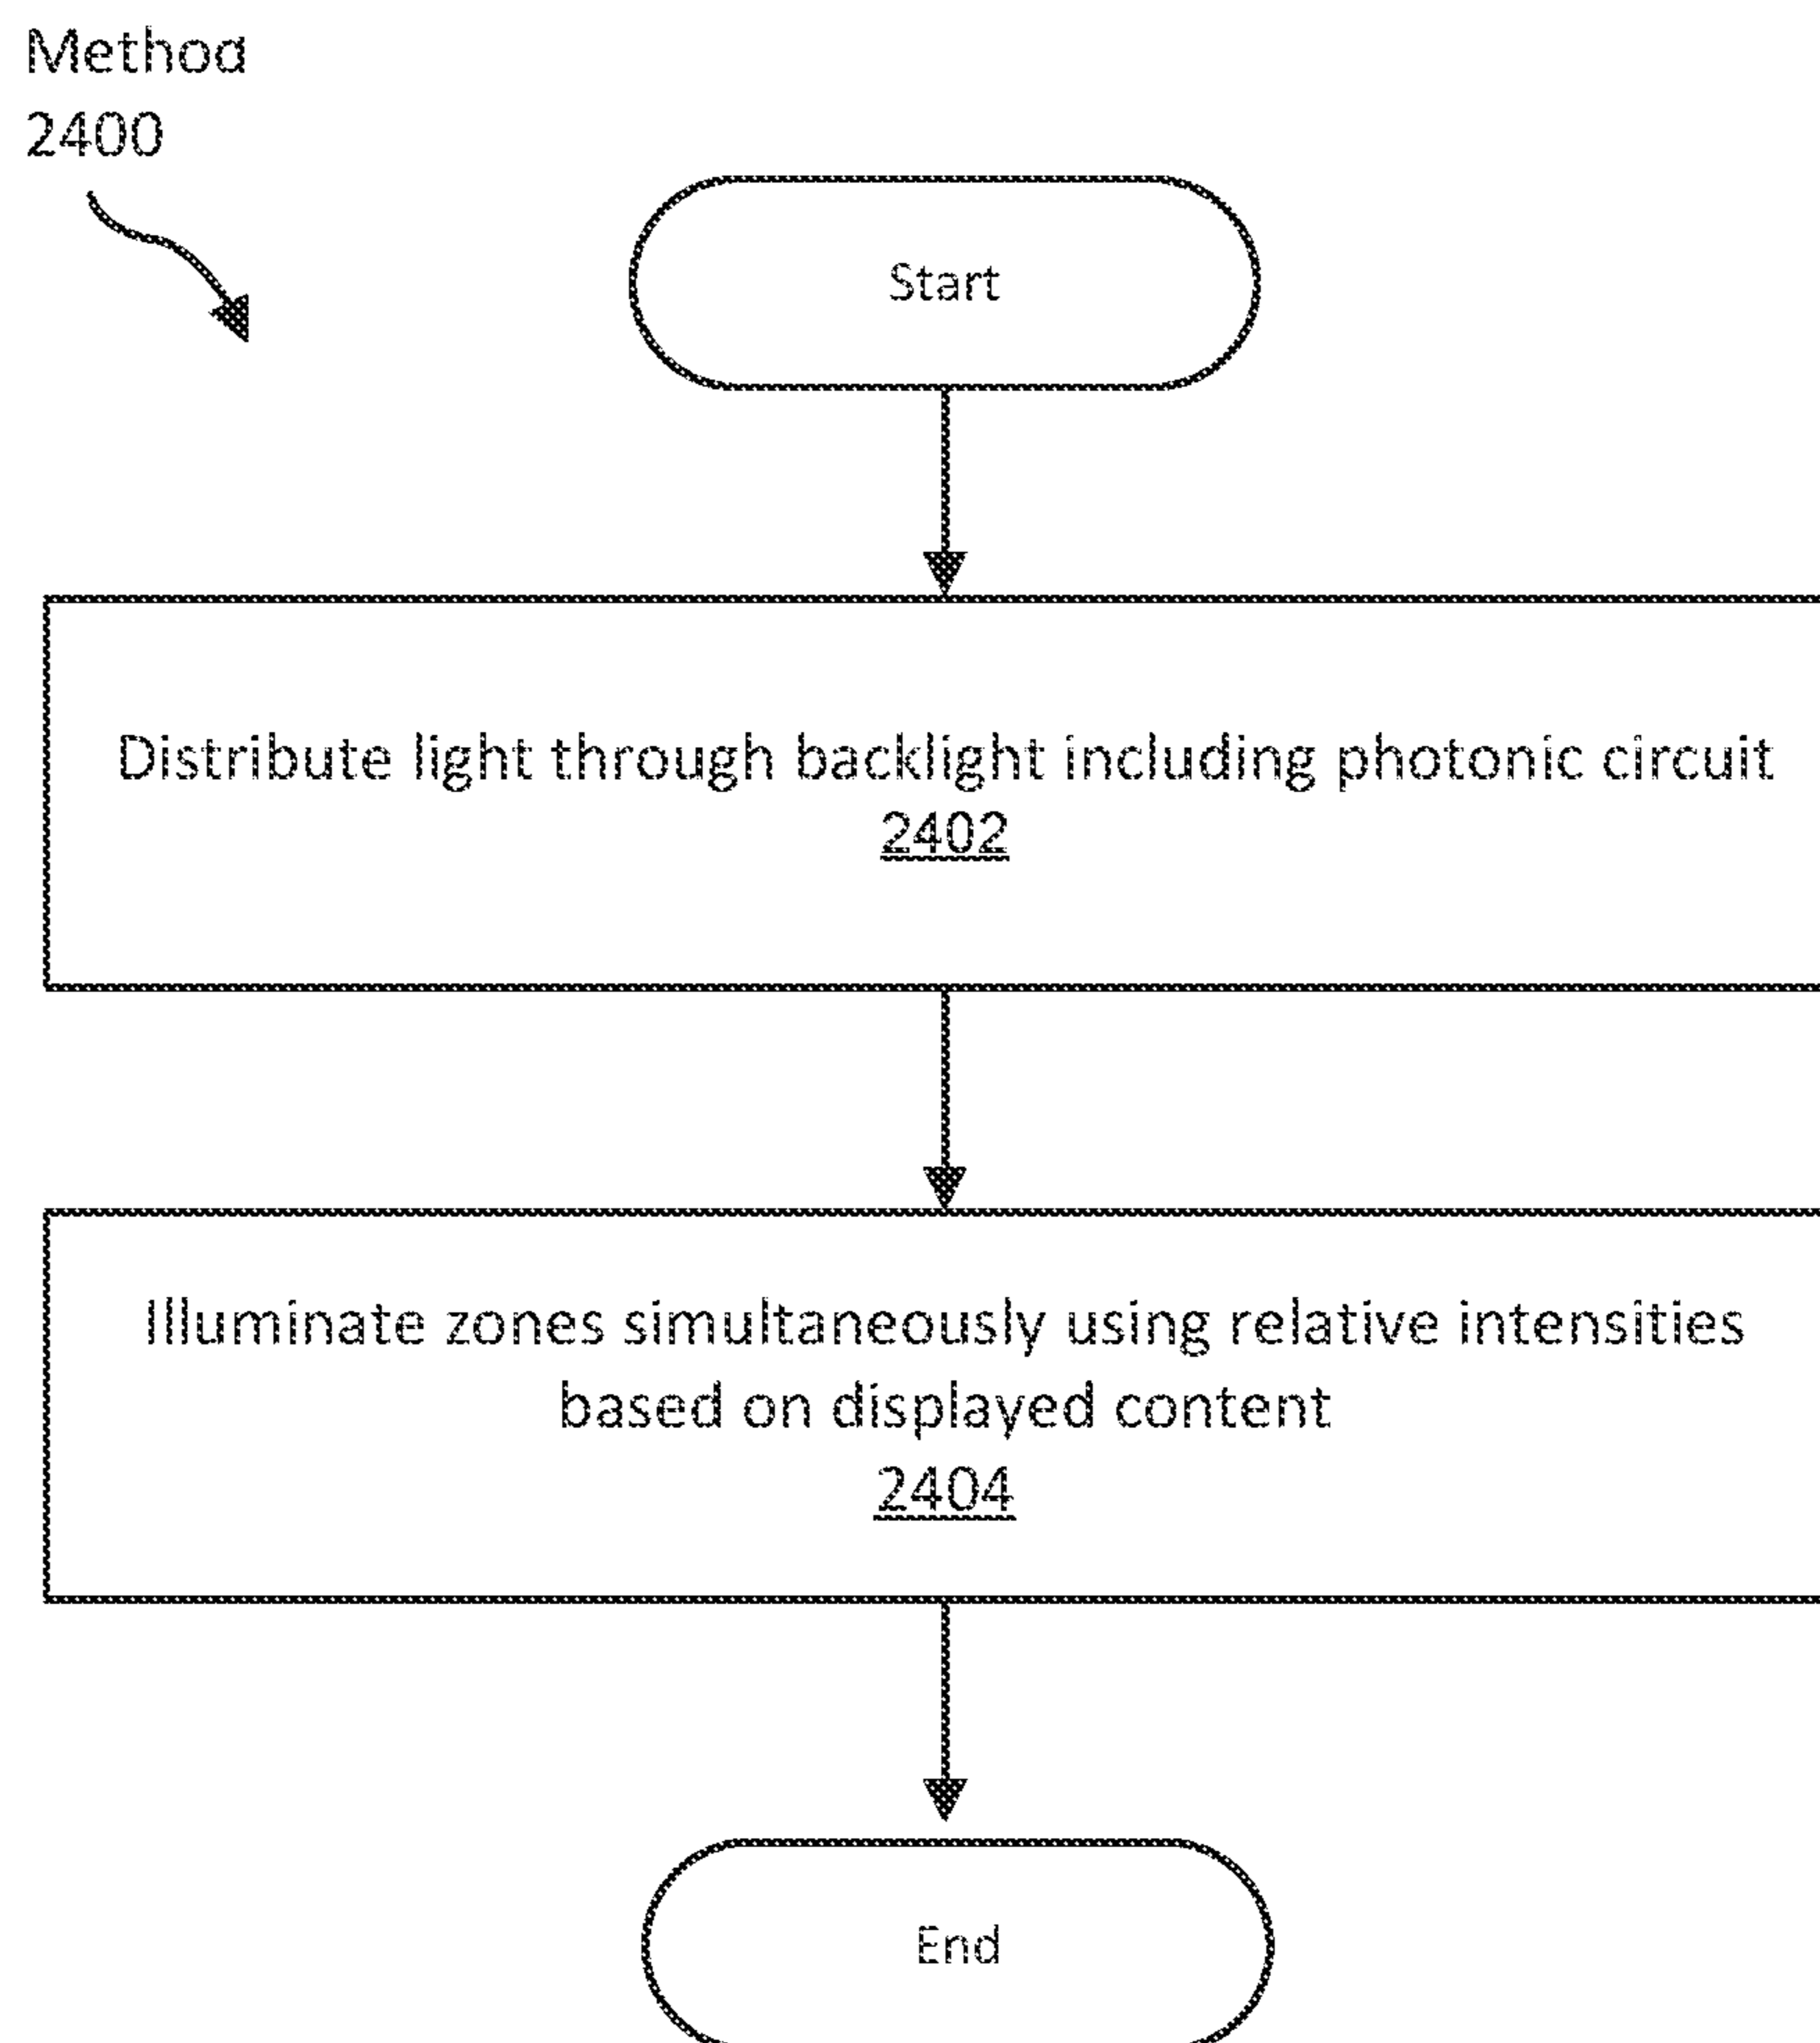 Method
2400
Start
Distribute light through backlight including photonic circuit
2402
Illuminate zones simultaneously using relative intensities
based on displayed content
2404
End